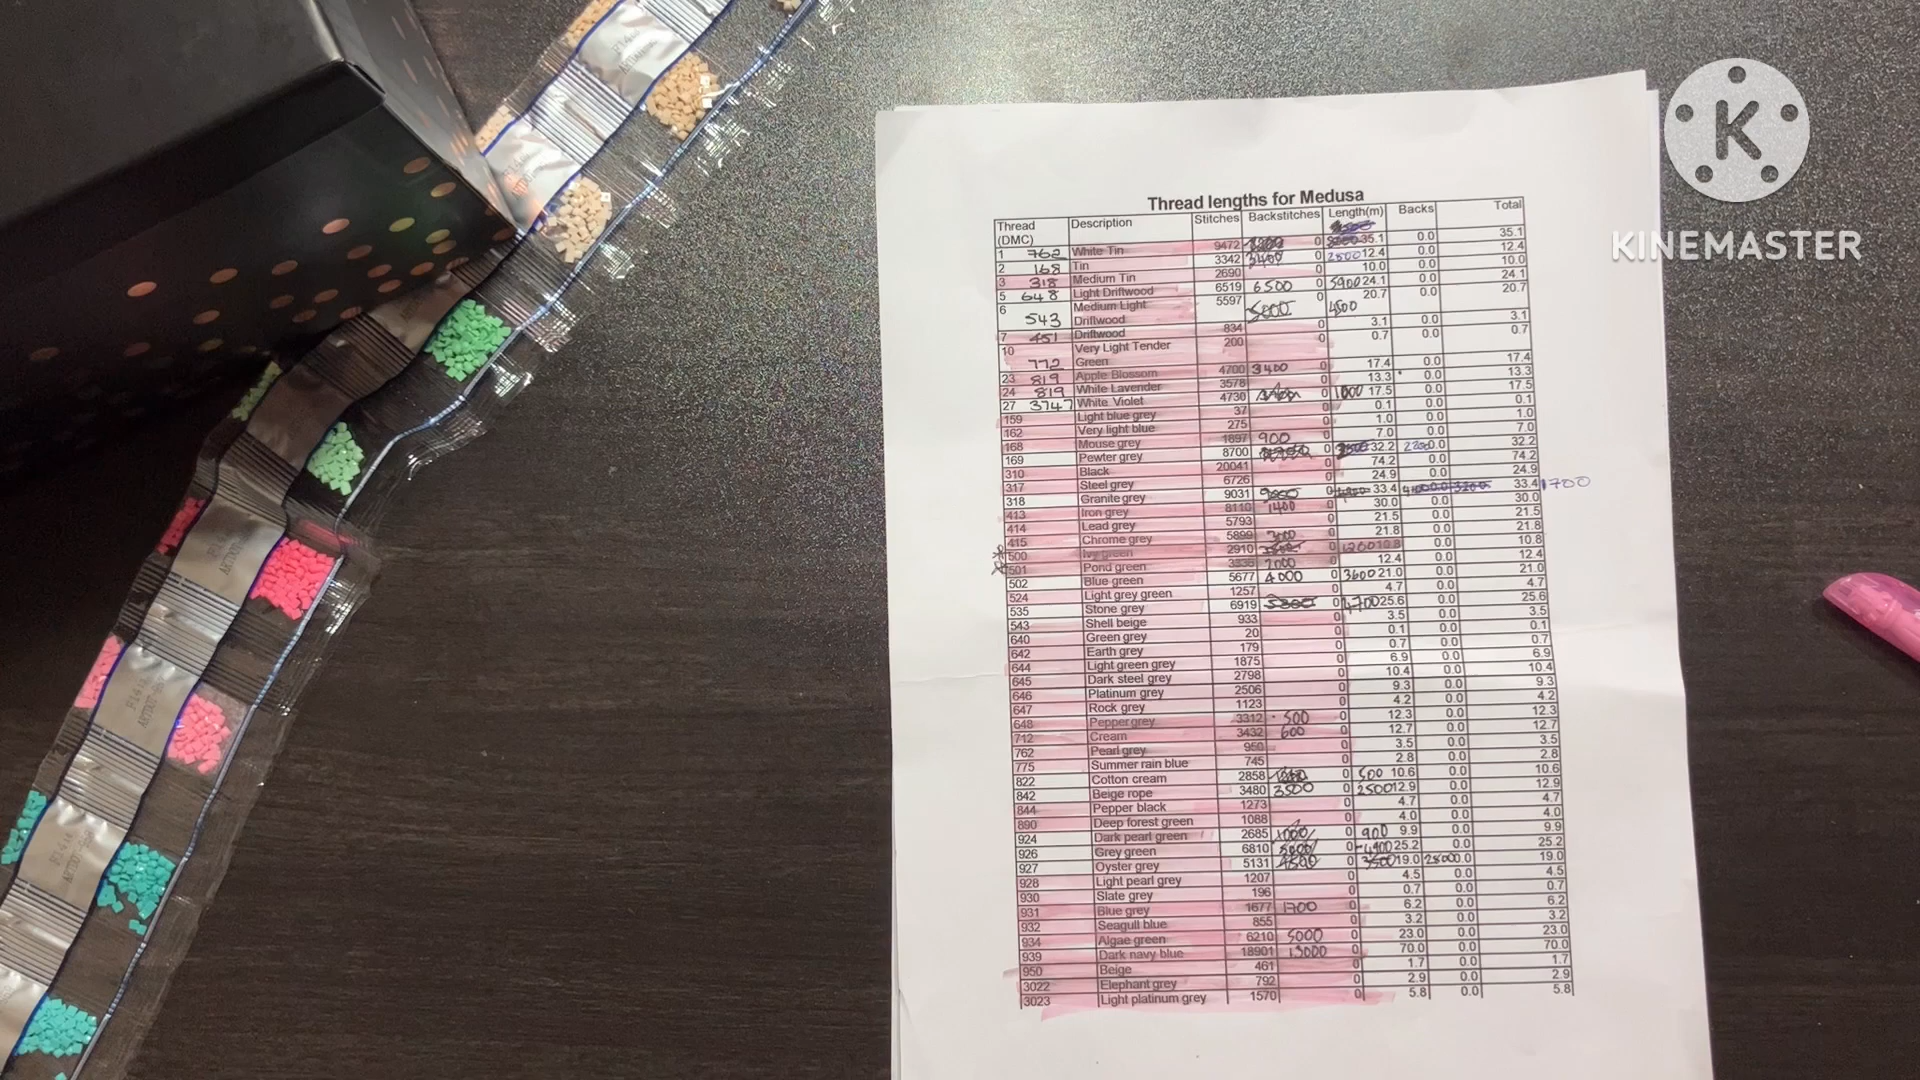 KINEMASTER
Thread lengths for Medusa
Thread (DMC) Description Stitches Backstitches Length(m) Backs Total
1 762 White Tin 9472 0 35.1 0.0 35.1
2 168 Tin 3342 3400 0 2800 12.4 0.0 12.4
3 318 Medium Tin 2690 0 10.0 0.0 10.0
5 648 Light Driftwood 6519 6500 0 5900 24.1 0.0 24.1
6 543 Medium Light Driftwood 5597 5000 0 4500 20.7 0.0 20.7
7 451 Driftwood 834 0 3.1 0.0 3.1
10 772 Very Light Tender Green 200 0 0.7 0.0 0.7
23 819 Apple Blossom 4700 3400 0 17.4 0.0 17.4
24 819 White Lavender 3578 0 13.3 0.0 13.3
27 3747 White Violet 4730 0 1000 17.5 0.0 17.5
159 Light blue grey 37 0 0.1 0.0 0.1
162 Very light blue 275 0 1.0 0.0 1.0
168 Mouse grey 1897 900 0 7.0 0.0 7.0
169 Pewter grey 8700 0 32.2 2200 0.0 32.2
310 Black 20041 0 74.2 0.0 74.2
317 Steel grey 6726 0 24.9 0.0 24.9
318 Granite grey 9031 9000 0 33.4 3200 33.4 1700
413 Iron grey 8110 1400 0 30.0 0.0 30.0
414 Lead grey 5793 0 21.5 0.0 21.5
415 Chrome grey 5899 300 0 21.8 0.0 21.8
500 Ivy green 2910 0 1200 10.8 0.0 10.8
501 Pond green 3336 2000 0 12.4 0.0 12.4
502 Blue green 5677 4000 0 3600 21.0 0.0 21.0
524 Light grey green 1257 0 4.7 0.0 4.7
535 Stone grey 6919 5800 0 4700 25.6 0.0 25.6
543 Shell beige 933 0 3.5 0.0 3.5
640 Green grey 20 0 0.1 0.0 0.1
642 Earth grey 179 0 0.7 0.0 0.7
644 Light green grey 1875 0 6.9 0.0 6.9
645 Dark steel grey 2798 0 10.4 0.0 10.4
646 Platinum grey 2506 0 9.3 0.0 9.3
647 Rock grey 1123 0 4.2 0.0 4.2
648 Pepper grey 3312 500 0 12.3 0.0 12.3
712 Cream 3432 600 0 12.7 0.0 12.7
762 Pearl grey 950 0 3.5 0.0 3.5
775 Summer rain blue 745 0 2.8 0.0 2.8
822 Cotton cream 2858 0 500 10.6 0.0 10.6
842 Beige rope 3480 3500 0 2500 12.9 0.0 12.9
844 Pepper black 1273 0 4.7 0.0 4.7
890 Deep forest green 1088 0 4.0 0.0 4.0
924 Dark pearl green 2685 1000 0 900 9.9 0.0 9.9
926 Grey green 6810 5000 0 4900 25.2 0.0 25.2
927 Oyster grey 5131 4500 0 3500 19.0 2800 0.0 19.0
928 Light pearl grey 1207 0 4.5 0.0 4.5
930 Slate grey 196 0 0.7 0.0 0.7
931 Blue grey 1677 1700 0 6.2 0.0 6.2
932 Seagull blue 855 0 3.2 0.0 3.2
934 Algae green 6210 5000 0 23.0 0.0 23.0
939 Dark navy blue 18901 15000 0 70.0 0.0 70.0
950 Beige 461 0 1.7 0.0 1.7
3022 Elephant grey 792 0 2.9 0.0 2.9
3023 Light platinum grey 1570 0 5.8 0.0 5.8